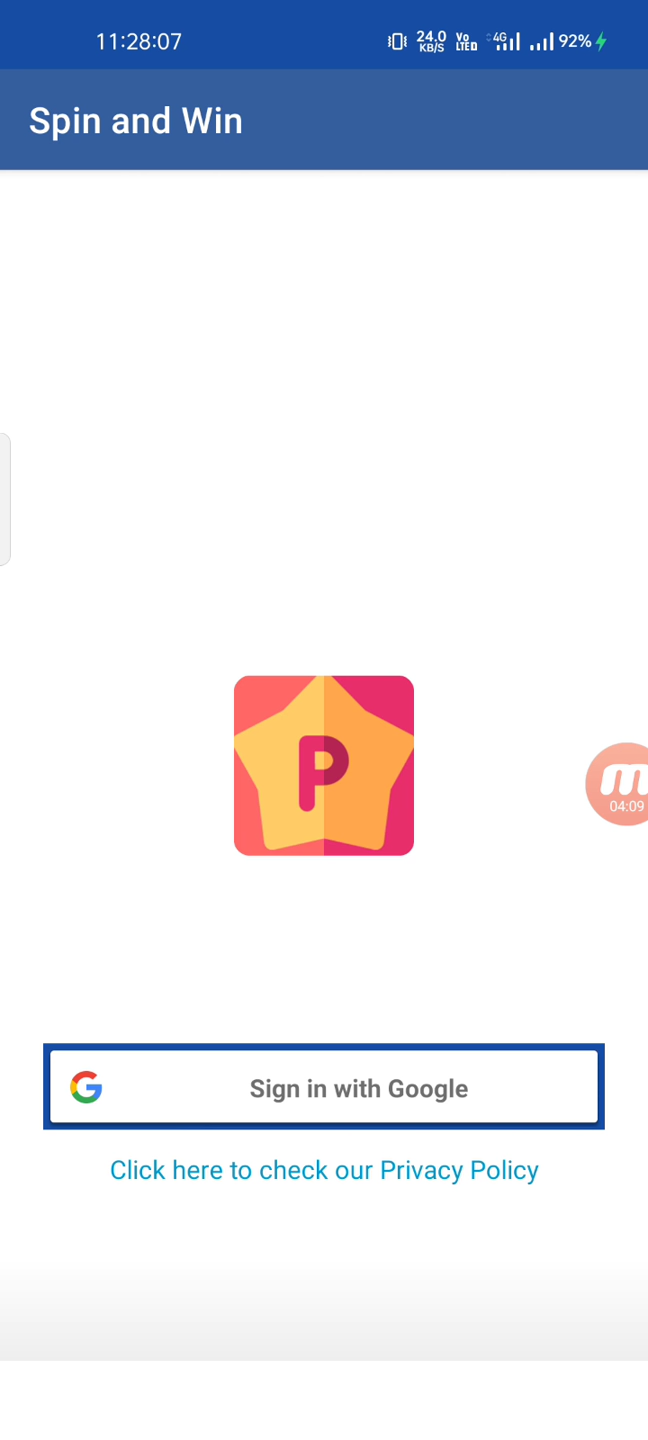 11:28:07 24.0 KB/S Vo LTE 4G 92%
Spin and Win
P
m
04:09
G Sign in with Google
Click here to check our Privacy Policy